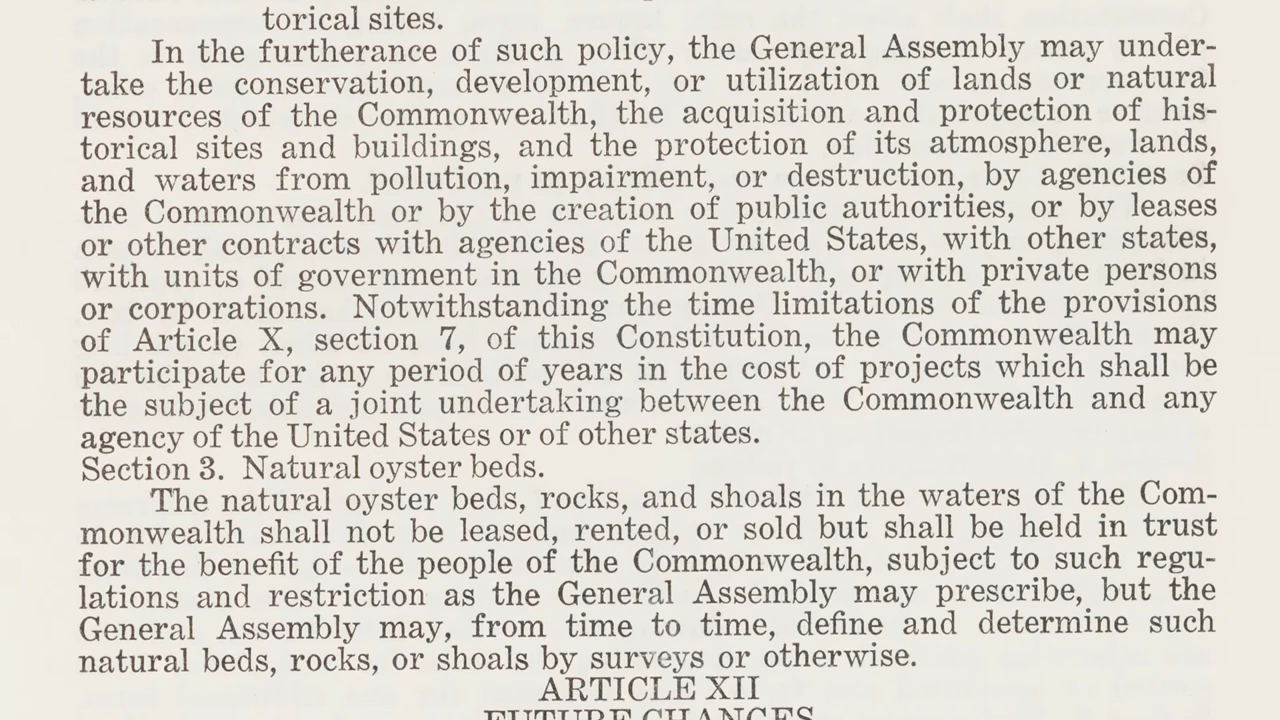 torical sites.
In the furtherance of such policy, the General Assembly may under-
take the conservation, development, or utilization of lands or natural
resources of the Commonwealth, the acquisition and protection of his-
torical sites and buildings, and the protection of its atmosphere, lands,
and waters from pollution, impairment, or destruction, by agencies of
the Commonwealth or by the creation of public authorities, or by leases
or other contracts with agencies of the United States, with other states,
with units of government in the Commonwealth, or with private persons
or corporations. Notwithstanding the time limitations of the provisions
of Article X, section 7, of this Constitution, the Commonwealth may
participate for any period of years in the cost of projects which shall be
the subject of a joint undertaking between the Commonwealth and any
agency of the United States or of other states.
Section 3. Natural oyster beds.
The natural oyster beds, rocks, and shoals in the waters of the Com-
monwealth shall not be leased, rented, or sold but shall be held in trust
for the benefit of the people of the Commonwealth, subject to such regu-
lations and restriction as the General Assembly may prescribe, but the
General Assembly may, from time to time, define and determine such
natural beds, rocks, or shoals by surveys or otherwise.
ARTICLE XII
FUTURE CHANGES